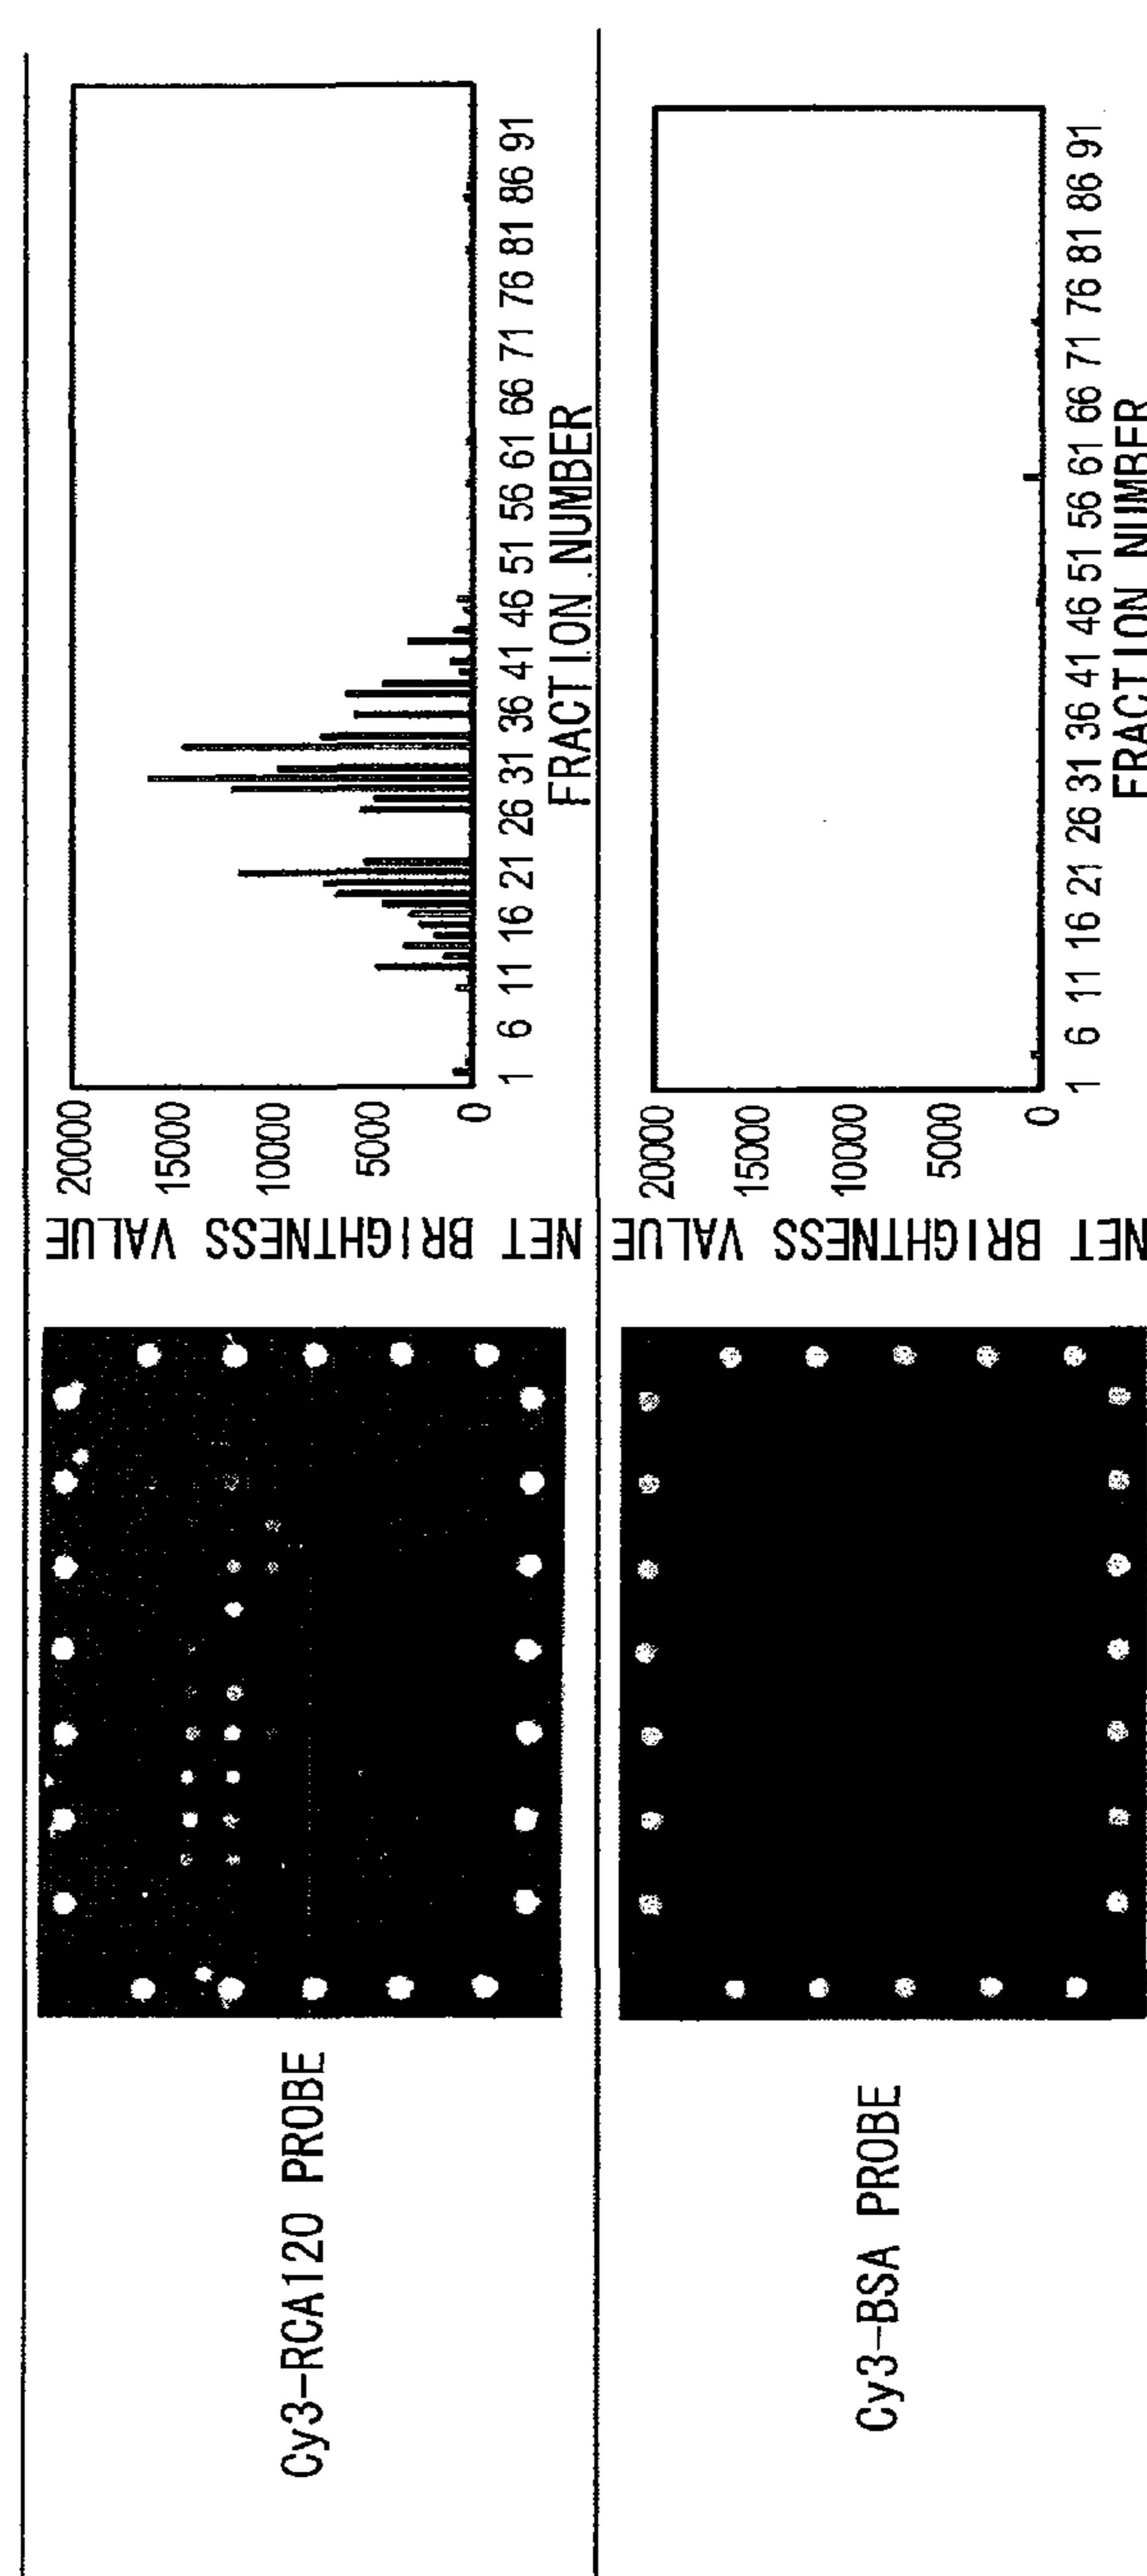 Cy3-RCA120 PROBE
NET BRIGHTNESS VALUE
20000
15000
10000
5000
0
1 6 11 16 21 26 31 36 41 46 51 56 61 66 71 76 81 86 91
FRACTION NUMBER
Cy3-BSA PROBE
NET BRIGHTNESS VALUE
20000
15000
10000
5000
0
1 6 11 16 21 26 31 36 41 46 51 56 61 66 71 76 81 86 91
FRACTION NUMBER